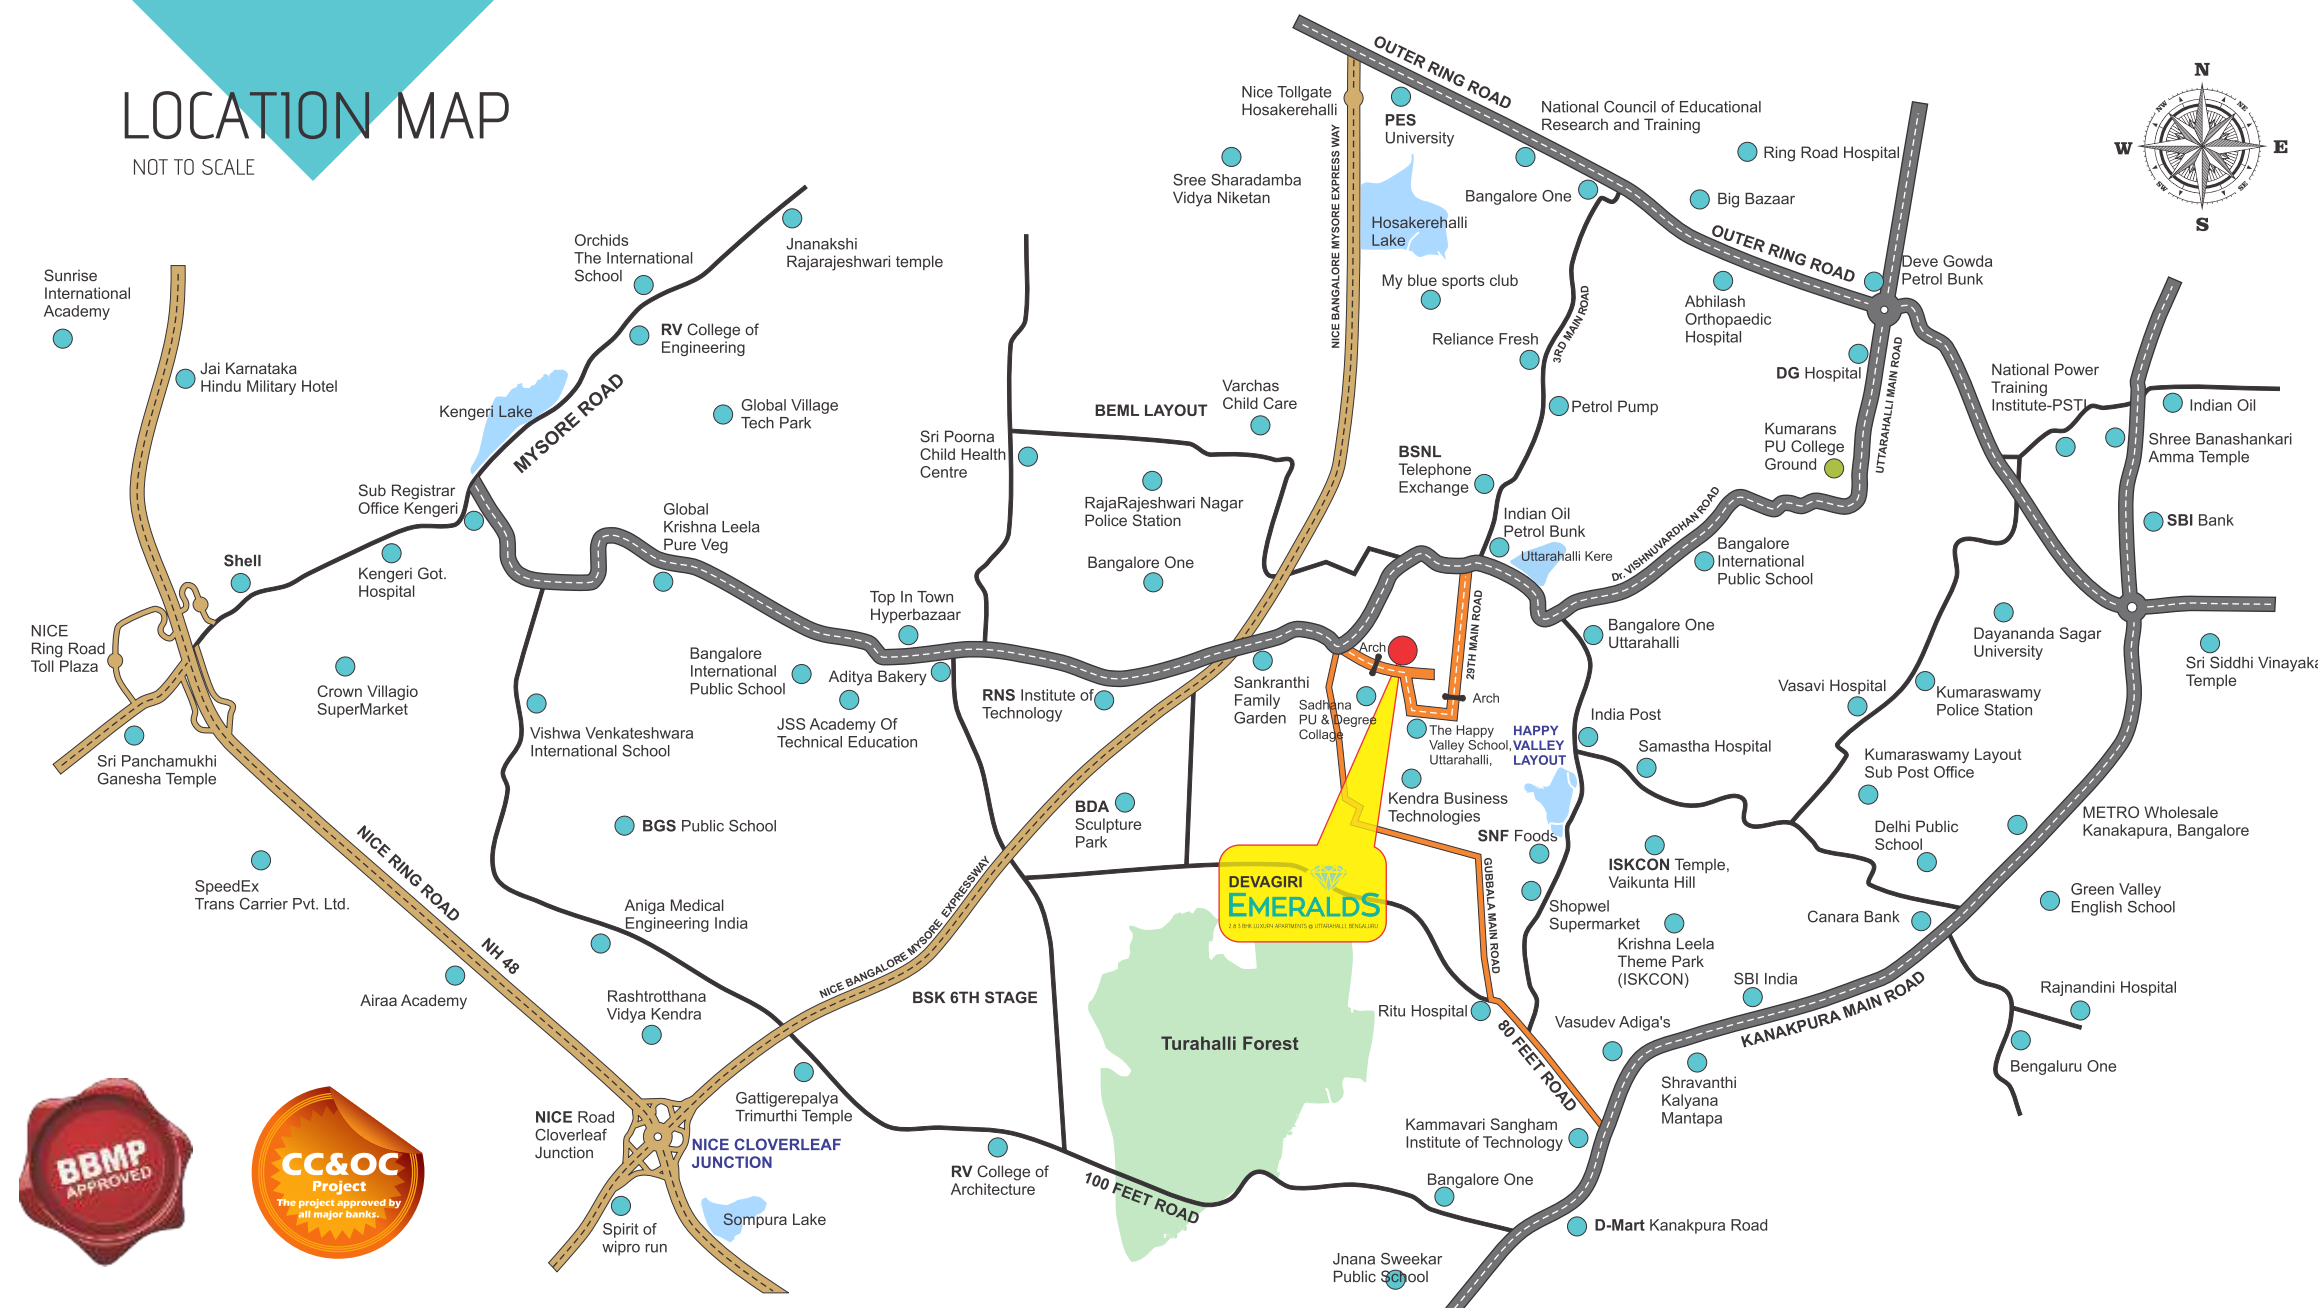 LOCATION MAP
NOT TO SCALE
N
NE
E
SE
S
SW
W
NW
OUTER RING ROAD
Nice Tollgate
Hosakerehalli
PES
University
National Council of Educational
Research and Training
Ring Road Hospital
Sree Sharadamba
Vidya Niketan
NICE BANGALORE MYSORE EXPRESS WAY
Bangalore One
Big Bazaar
Hosakerehalli
Lake
OUTER RING ROAD
Deve Gowda
Petrol Bunk
My blue sports club
Abhilash
Orthopaedic
Hospital
Reliance Fresh
3RD MAIN ROAD
DG Hospital
UTTARAHALLI MAIN ROAD
National Power
Training
Institute-PSTI
Indian Oil
Shree Banashankari
Amma Temple
SBI Bank
Petrol Pump
Kumarans
PU College
Ground
BSNL
Telephone
Exchange
Indian Oil
Petrol Bunk
Uttarahalli Kere
Dr. VISHNUVARDHAN ROAD
Bangalore
International
Public School
Orchids
The International
School
Jnanakshi
Rajarajeshwari temple
Sunrise
International
Academy
RV College of
Engineering
Jai Karnataka
Hindu Military Hotel
Kengeri Lake
MYSORE ROAD
Global Village
Tech Park
BEML LAYOUT
Varchas
Child Care
Sri Poorna
Child Health
Centre
RajaRajeshwari Nagar
Police Station
Bangalore One
Sub Registrar
Office Kengeri
Global
Krishna Leela
Pure Veg
Shell
Kengeri Got.
Hospital
Top In Town
Hyperbazaar
NICE
Ring Road
Toll Plaza
Crown Villagio
SuperMarket
Bangalore
International
Public School
Aditya Bakery
JSS Academy Of
Technical Education
RNS Institute of
Technology
Sankranthi
Family
Garden
Arch
Sadhana
PU & Degree
Collage
29TH MAIN ROAD
Arch
The Happy
Valley School,
Uttarahalli,
HAPPY
VALLEY
LAYOUT
Bangalore One
Uttarahalli
India Post
Samastha Hospital
Dayananda Sagar
University
Sri Siddhi Vinayaka
Temple
Vasavi Hospital
Kumaraswamy
Police Station
Kumaraswamy Layout
Sub Post Office
Sri Panchamukhi
Ganesha Temple
Vishwa Venkateshwara
International School
BGS Public School
BDA
Sculpture
Park
Kendra Business
Technologies
SNF Foods
METRO Wholesale
Kanakapura, Bangalore
Delhi Public
School
ISKCON Temple,
Vaikunta Hill
NICE RING ROAD
SpeedEx
Trans Carrier Pvt. Ltd.
Aniga Medical
Engineering India
NICE BANGALORE MYSORE EXPRESSWAY
DEVAGIRI
EMERALDS
2 & 3 BHK LUXURY APARTMENTS @ UTTARAHALLI, BENGALURU
GUBBALA MAIN ROAD
Shopwel
Supermarket
Green Valley
English School
Canara Bank
Krishna Leela
Theme Park
(ISKCON)
NH 48
Airaa Academy
Rashtrotthana
Vidya Kendra
BSK 6TH STAGE
SBI India
Rajnandini Hospital
Turahalli Forest
Ritu Hospital
80 FEET ROAD
Vasudev Adiga's
KANAKPURA MAIN ROAD
Bengaluru One
Shravanthi
Kalyana
Mantapa
BBMP
APPROVED
CC&OC
Project
The project approved by
all major banks.
NICE Road
Cloverleaf
Junction
Gattigerepalya
Trimurthi Temple
NICE CLOVERLEAF
JUNCTION
Kammavari Sangham
Institute of Technology
RV College of
Architecture
100 FEET ROAD
Bangalore One
Spirit of
wipro run
Sompura Lake
D-Mart Kanakpura Road
Jnana Sweekar
Public School